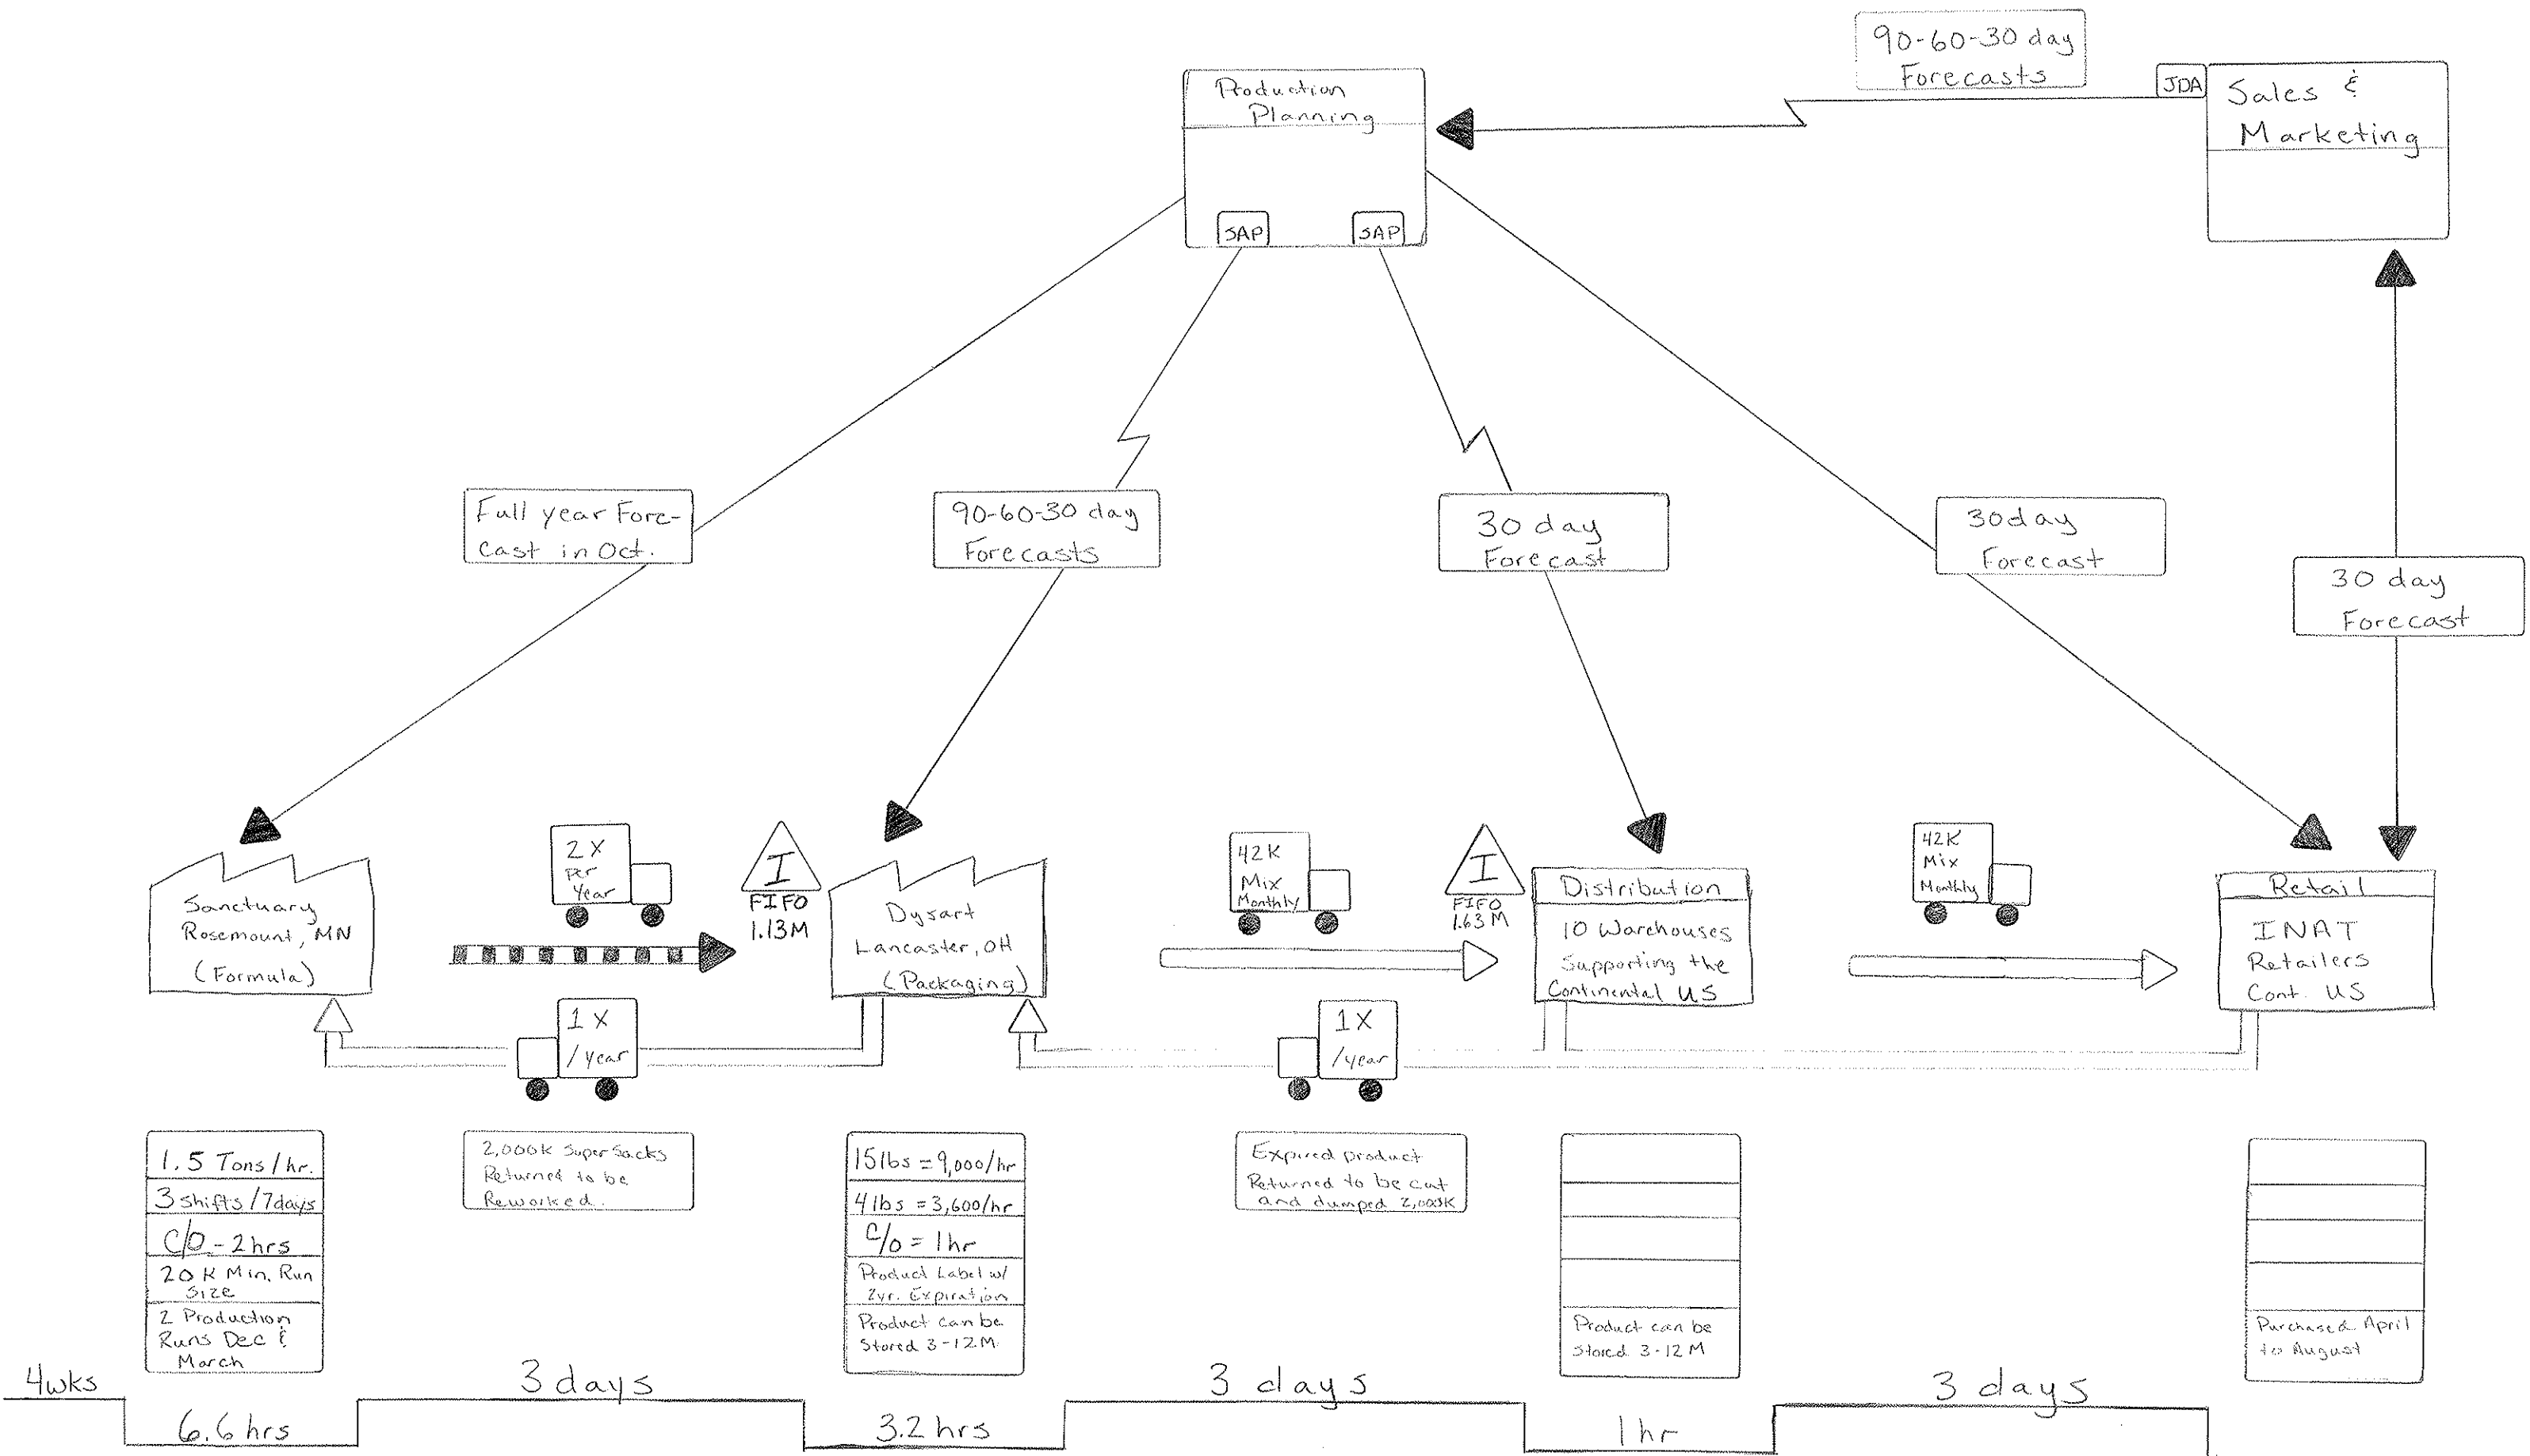 90-60-30 day
Forecasts
Production
Planning
SAP
SAP
JDA
Sales &
Marketing
Full year Fore-
cast in Oct.
90-60-30 day
Forecasts
30 day
Forecast
30day
Forecast
30 day
Forecast
Sanctuary
Rosemount, MN
(Formula)
2X
per
Year
I
FIFO
1.13M
Dysart
Lancaster, OH
(Packaging)
42K
Mix
Monthly
I
FIFO
1.63M
Distribution
10 Warehouses
Supporting the
Continental US
42K
Mix
Monthly
Retail
INAT
Retailers
Cont. US
1X
/year
1X
/year
1.5 Tons/hr.
3 shifts/7days
C/O - 2hrs
20K Min. Run
Size
2 Production
Runs Dec &
March
2,000K Super Sacks
Returned to be
Reworked.
15lbs = 9,000/hr
4lbs = 3,600/hr
C/O = 1hr
Product Label w/
2yr. Expiration
Product can be
Stored 3-12M
Expired product
Returned to be cut
and dumped 2,000K
Product can be
Stored 3-12M
Purchased April
to August
4wks
6.6 hrs
3 days
3.2 hrs
3 days
1hr
3 days